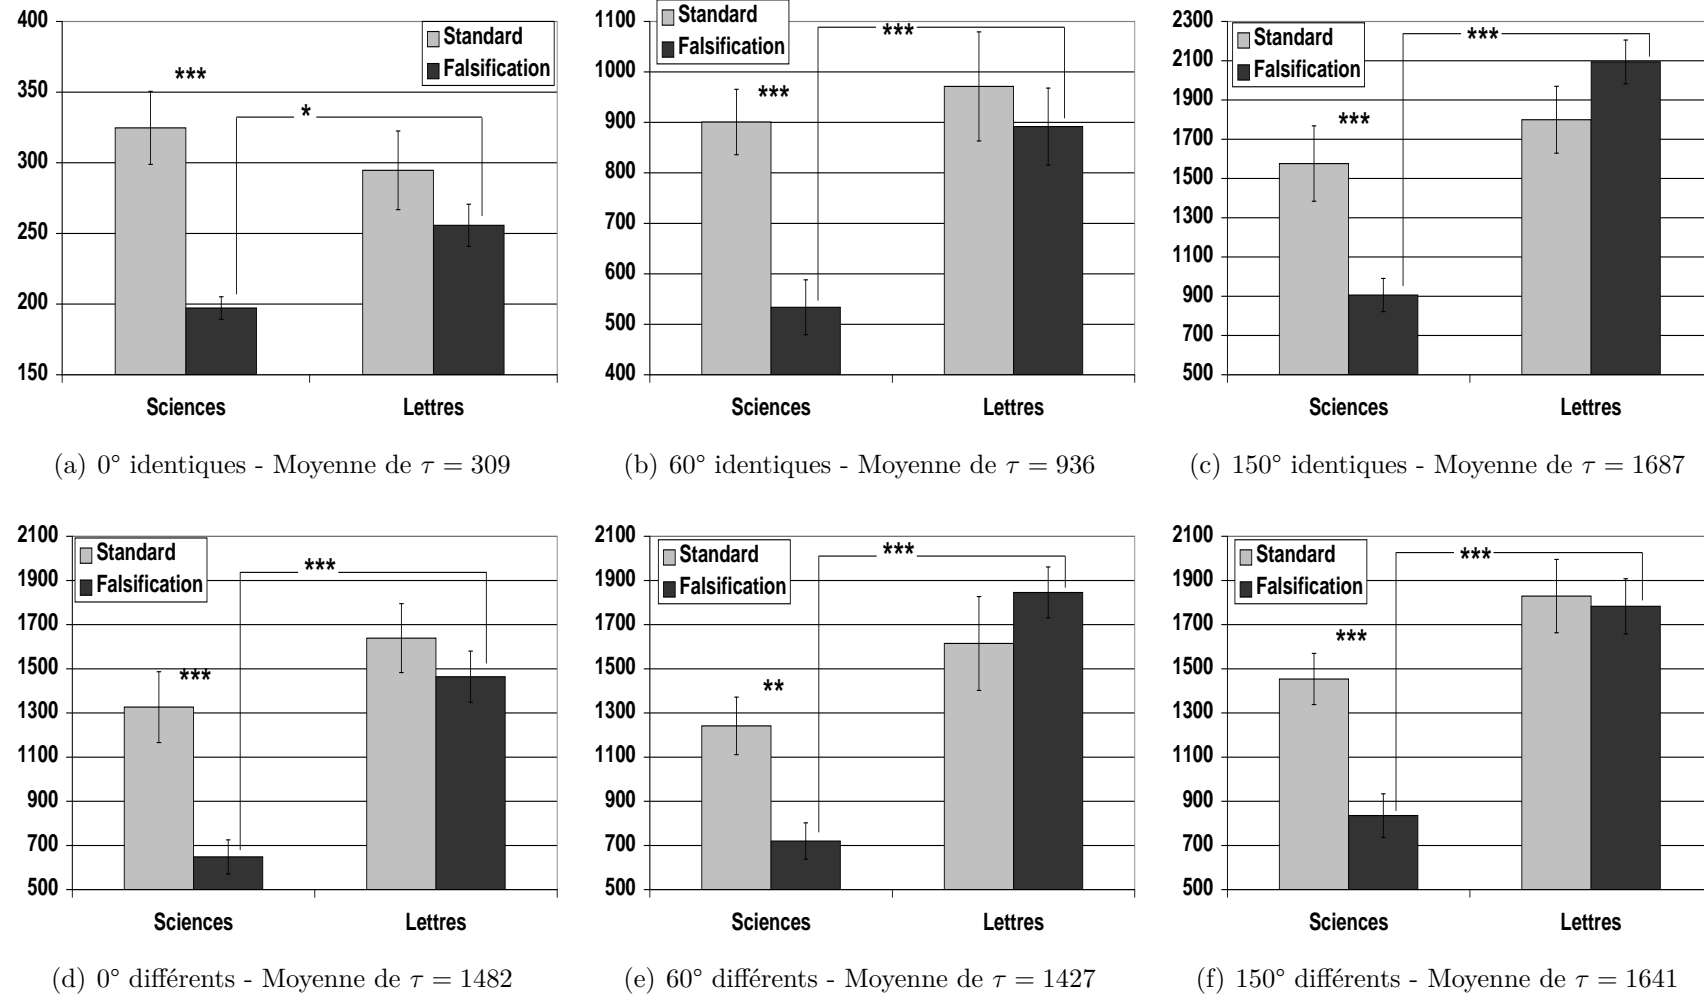 400
350
300
250
200
150
Standard
Falsification
***
*
Sciences
Lettres
(a) 0° identiques - Moyenne de τ = 309
1100
1000
900
800
700
600
500
400
Standard
Falsification
***
***
Sciences
Lettres
(b) 60° identiques - Moyenne de τ = 936
2300
2100
1900
1700
1500
1300
1100
900
700
500
Standard
Falsification
***
***
Sciences
Lettres
(c) 150° identiques - Moyenne de τ = 1687
2100
1900
1700
1500
1300
1100
900
700
500
Standard
Falsification
***
***
Sciences
Lettres
(d) 0° différents - Moyenne de τ = 1482
2100
1900
1700
1500
1300
1100
900
700
500
Standard
Falsification
***
**
Sciences
Lettres
(e) 60° différents - Moyenne de τ = 1427
2100
1900
1700
1500
1300
1100
900
700
500
Standard
Falsification
***
***
Sciences
Lettres
(f) 150° différents - Moyenne de τ = 1641